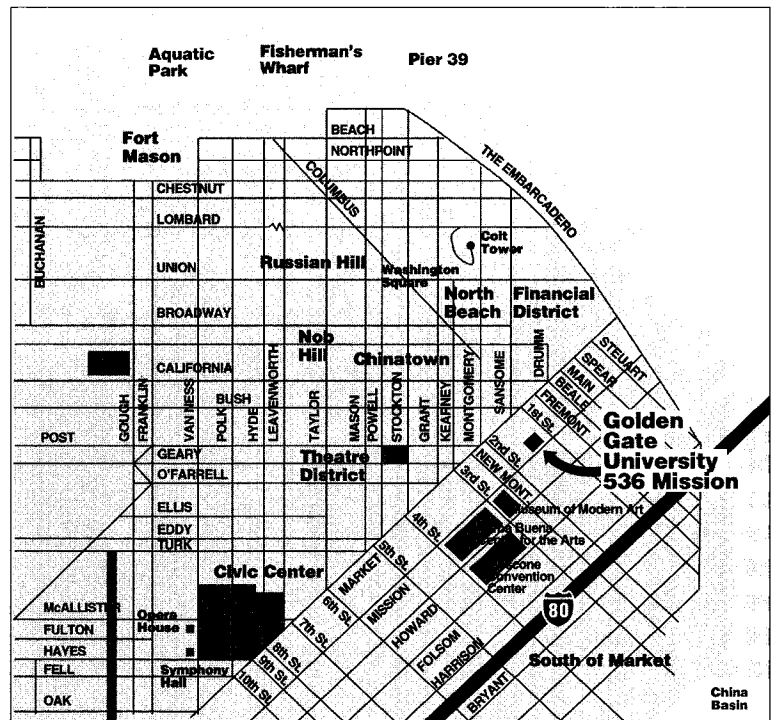 Aquatic
Park
Fisherman's
Wharf
Pier 39
Fort
Mason
BEACH
NORTHPOINT
THE EMBARCADERO
COLUMBUS
CHESTNUT
LOMBARD
Coit
Tower
BUCHANAN
UNION
Russian Hill
Washington
Square
North
Beach
Financial
District
BROADWAY
Nob
Hill
Chinatown
CALIFORNIA
GOUGH
FRANKLIN
VAN NESS
POLK
BUSH
HYDE
LEAVENWORTH
TAYLOR
MASON
POWELL
STOCKTON
GRANT
KEARNEY
MONTGOMERY
SANSOME
DRUMM
STEUART
SPEAR
MAIN
BEALE
FREMONT
1st St.
2nd St.
NEW MONT.
3rd St.
4th St.
5th St.
6th St.
7th St.
8th St.
9th St.
10th St.
POST
GEARY
O'FARRELL
Theatre
District
Golden
Gate
University
536 Mission
ELLIS
EDDY
TURK
Museum of Modern Art
Buena
for the Arts
Convention
Center
MARKET
MISSION
HOWARD
FOLSOM
HARRISON
BRYANT
80
Civic Center
McALLISTER
Opera
House
FULTON
HAYES
FELL
Symphony
Hall
OAK
South of Market
China
Basin